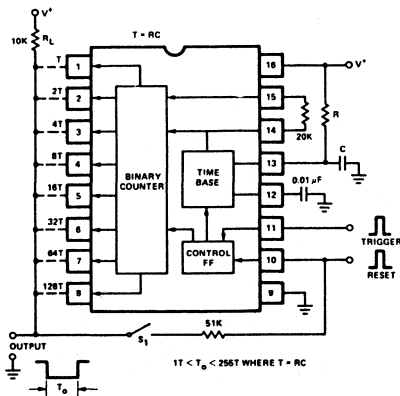 V+
T = RC
10K
RL
T
1
16
V+
2T
2
15
R
4T
3
14
20K
8T
4
BINARY
COUNTER
TIME
BASE
13
C
16T
5
12
0.01 μF
32T
6
11
TRIGGER
64T
7
CONTROL
FF
10
RESET
128T
8
9
OUTPUT
S1
51K
To
1T < To < 256T WHERE T = RC